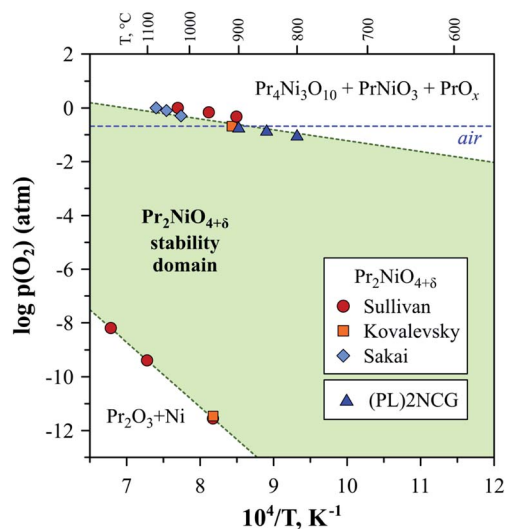 T, °C
1100
1000
900
800
600
2
0
-2
-4
-6
-8
-10
-12
log p(O₂) (atm)
Pr₄Ni₃O₁₀ + PrNiO₃ + PrOₓ
air
Pr₂NiO₄₊δ
stability
domain
Pr₂NiO₄₊δ
Sullivan
Kovalevsky
Sakai
(PL)2NCG
Pr₂O₃+Ni
7
8
9
10
11
12
10⁴/T, K⁻¹